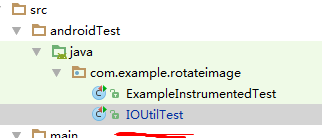 src
androidTest
java
com.example.rotateimage
ExampleInstrumentedTest
IOUtilTest
main